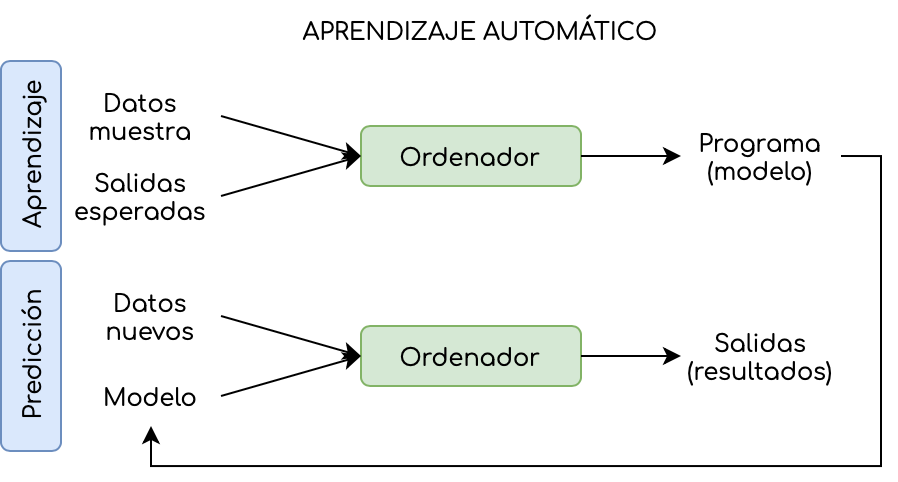 APRENDIZAJE AUTOMÁTICO
Aprendizaje
Datos
muestra
Salidas
esperadas
Ordenador
Programa
(modelo)
Predicción
Datos
nuevos
Modelo
Ordenador
Salidas
(resultados)